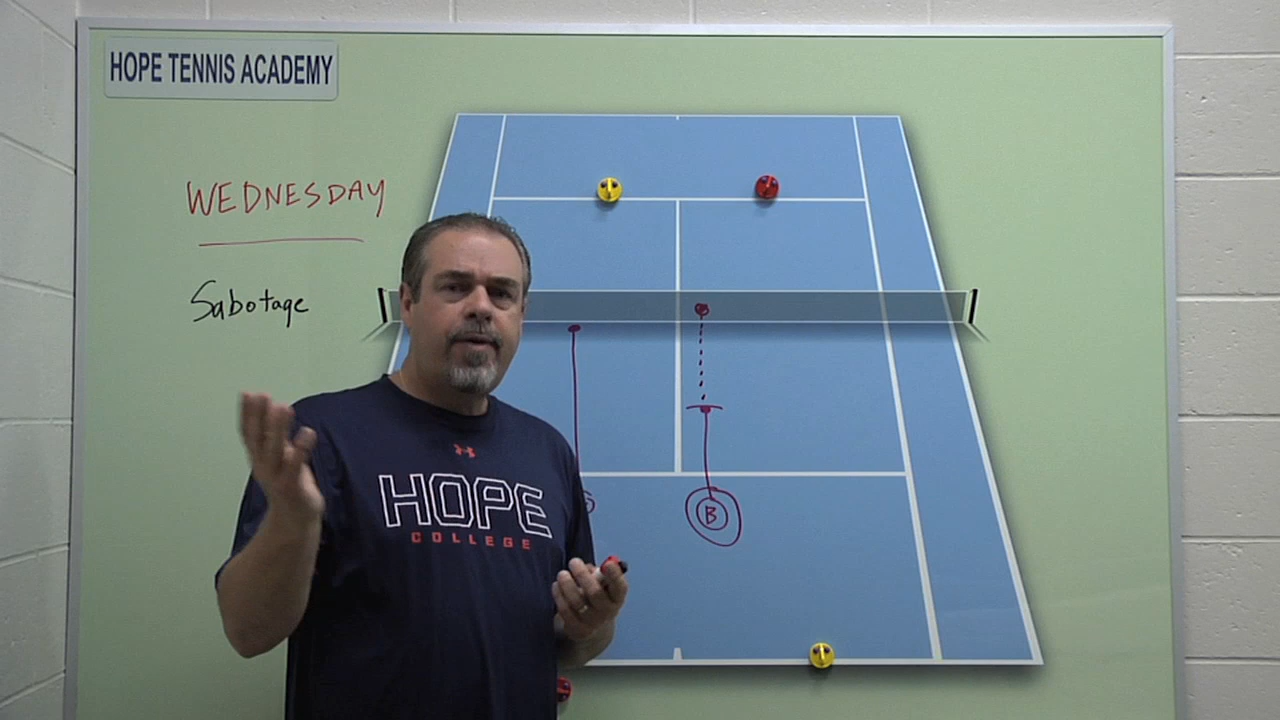 HOPE TENNIS ACADEMY
WEDNESDAY
Sabotage
HOPE
COLLEGE
B